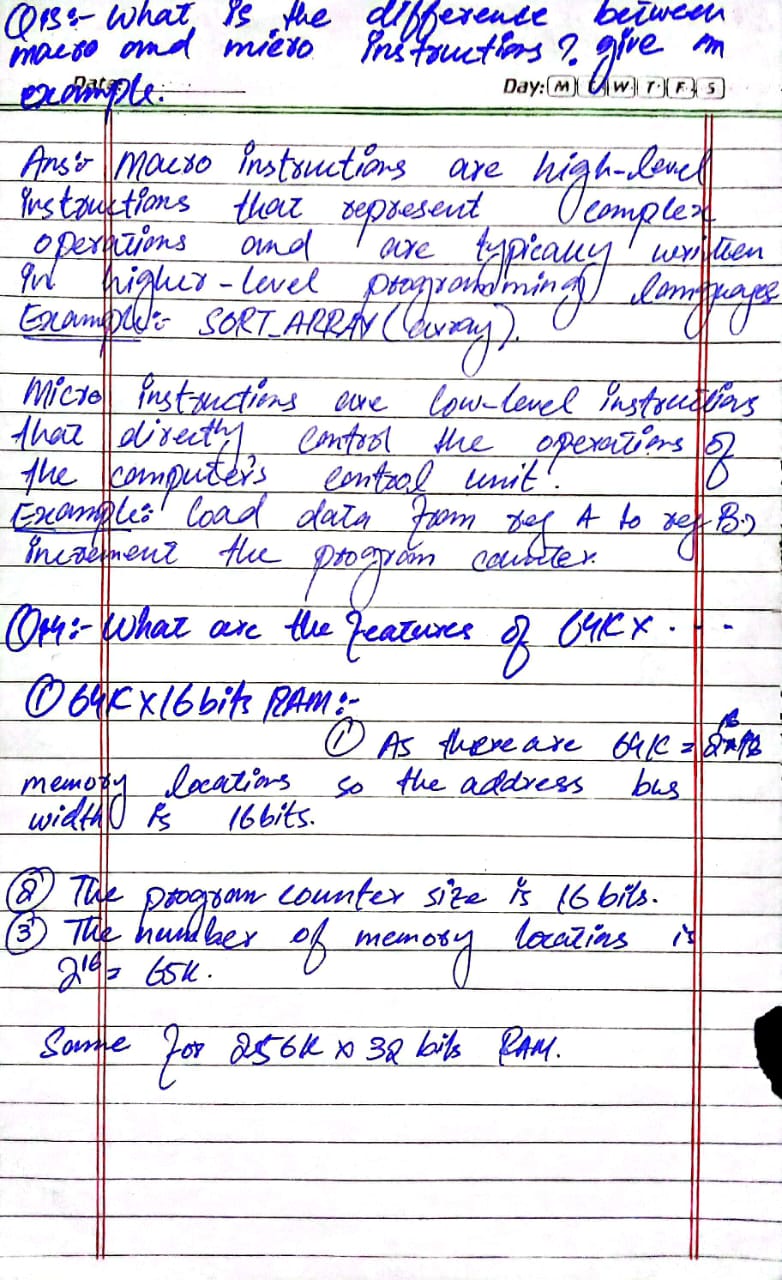 Q13:- What is the difference between
macro and micro instructions? give an
example.
Day: M T W T F S
Ans:- Macro instructions are high-level
instructions that represent complex
operations and are typically written
in higher-level programming languages
Example:- SORT_ARRAY(array).
Micro instructions are low-level instructions
that directly control the operations of
the computer's control unit.
Example:- load data from reg A to reg B.,
increment the program counter.
Q14:- What are the features of 64K x . . .
① 64K x 16 bits RAM:-
① As there are 64K =
memory locations so the address bus
width is 16 bits.
② The program counter size is 16 bits.
③ The number of memory locations is
2¹⁶ = 65K.
Same for 256K x 32 bits RAM.